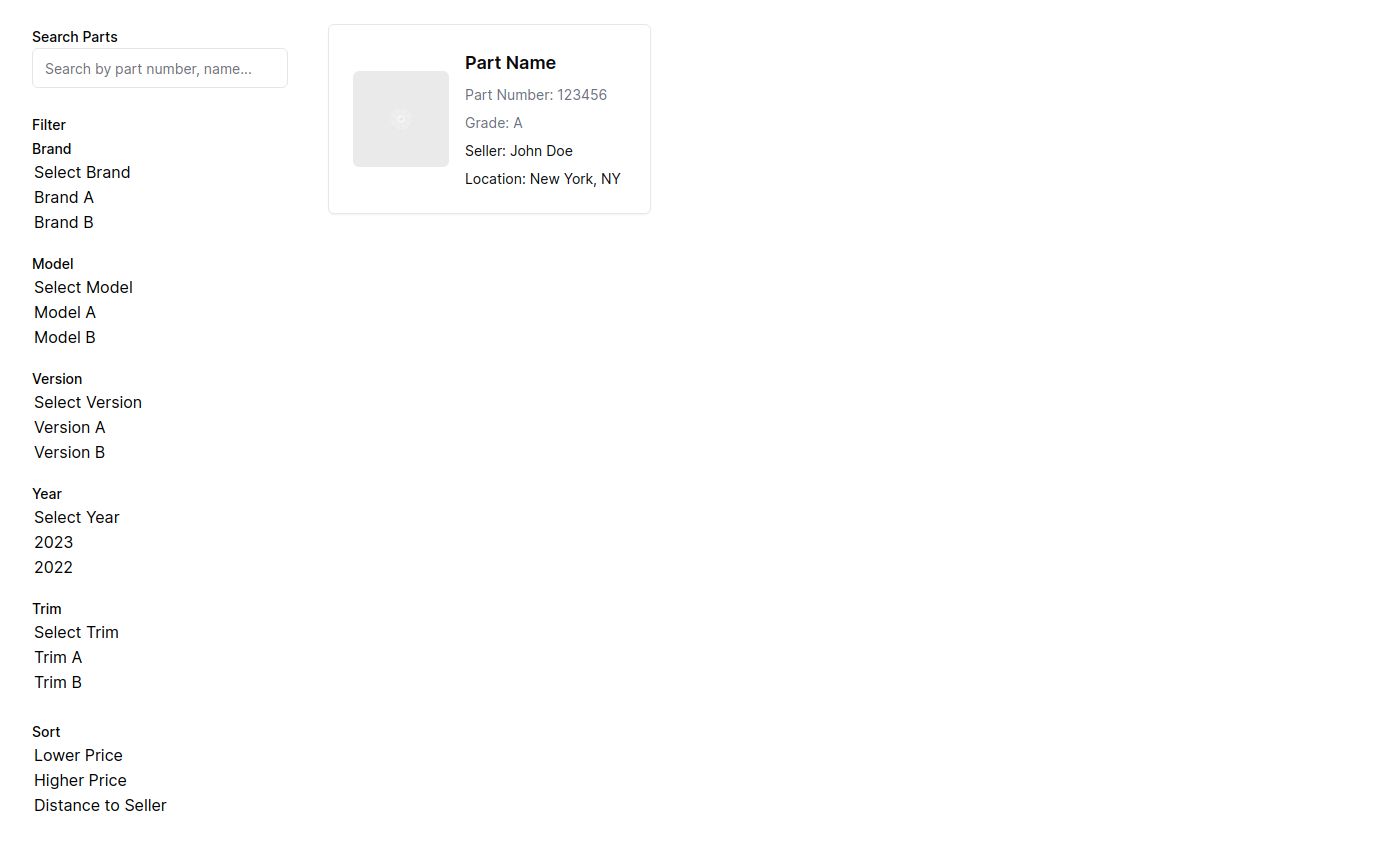 Search Parts
Search by part number, name...
Filter
Brand
Select Brand
Brand A
Brand B
Model
Select Model
Model A
Model B
Version
Select Version
Version A
Version B
Year
Select Year
2023
2022
Trim
Select Trim
Trim A
Trim B
Sort
Lower Price
Higher Price
Distance to Seller
Part Name
Part Number: 123456
Grade: A
Seller: John Doe
Location: New York, NY